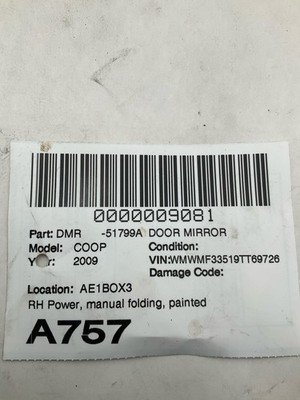 0000009081
Part: DMR -51799A DOOR MIRROR
Model: COOP Condition:
Year: 2009 VIN:WMWMF33519TT69726
Damage Code:
Location: AE1BOX3
RH Power, manual folding, painted
A757